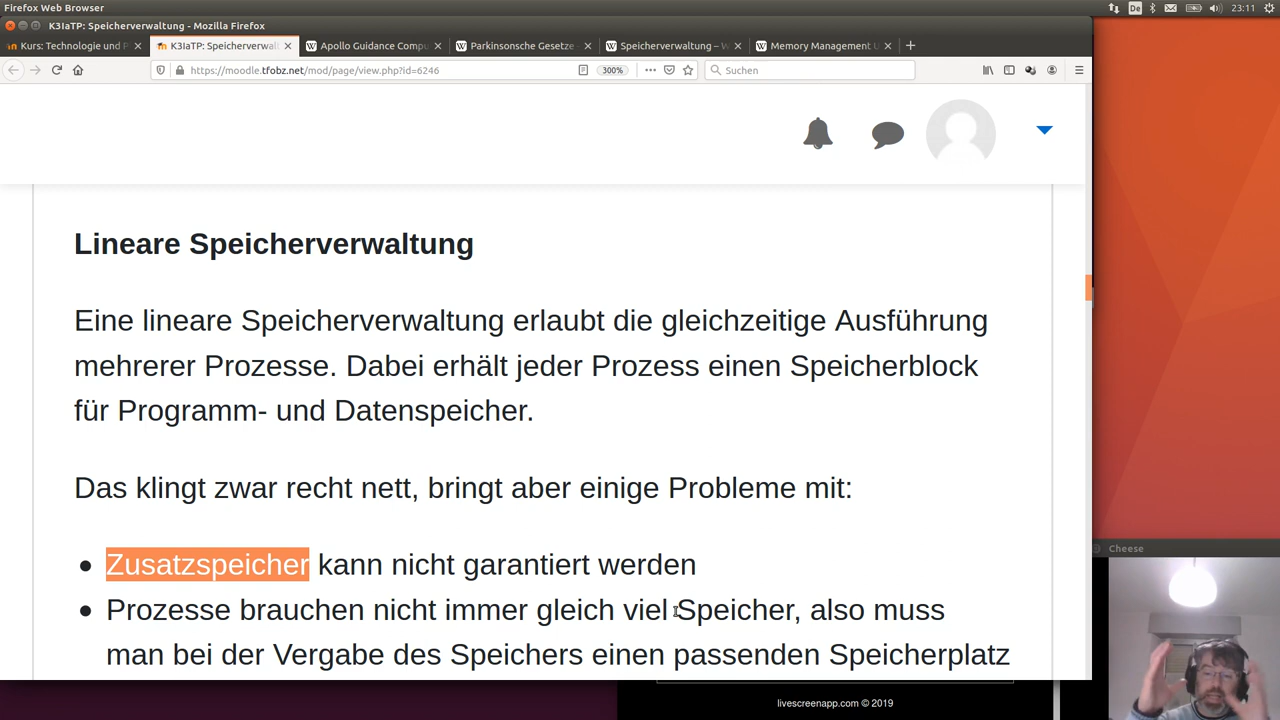 Firefox Web Browser
De
23:11
K3IaTP: Speicherverwaltung - Mozilla Firefox
Kurs: Technologie und P
K3IaTP: Speicherverwal
Apollo Guidance Compu
Parkinsonsche Gesetze
Speicherverwaltung – W
Memory Management U
https://moodle.tfobz.net/mod/page/view.php?id=6246
300%
Suchen
Lineare Speicherverwaltung
Eine lineare Speicherverwaltung erlaubt die gleichzeitige Ausführung
mehrerer Prozesse. Dabei erhält jeder Prozess einen Speicherblock
für Programm- und Datenspeicher.
Das klingt zwar recht nett, bringt aber einige Probleme mit:
Zusatzspeicher kann nicht garantiert werden
Prozesse brauchen nicht immer gleich viel Speicher, also muss
man bei der Vergabe des Speichers einen passenden Speicherplatz
Cheese
livescreenapp.com © 2019